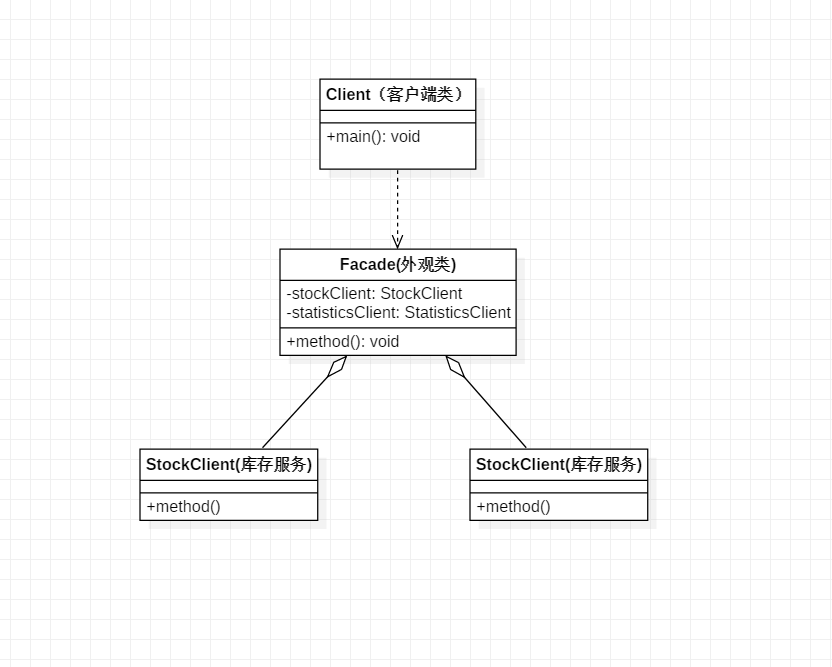 Client（客户端类）
+main(): void
Facade(外观类)
-stockClient: StockClient
-statisticsClient: StatisticsClient
+method(): void
StockClient(库存服务)
+method()
StockClient(库存服务)
+method()